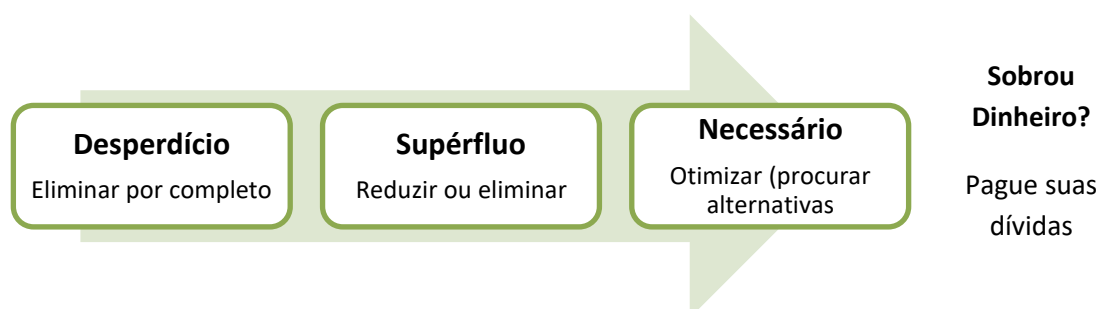 Desperdício
Eliminar por completo
Supérfluo
Reduzir ou eliminar
Necessário
Otimizar (procurar
alternativas
Sobrou
Dinheiro?
Pague suas
dívidas